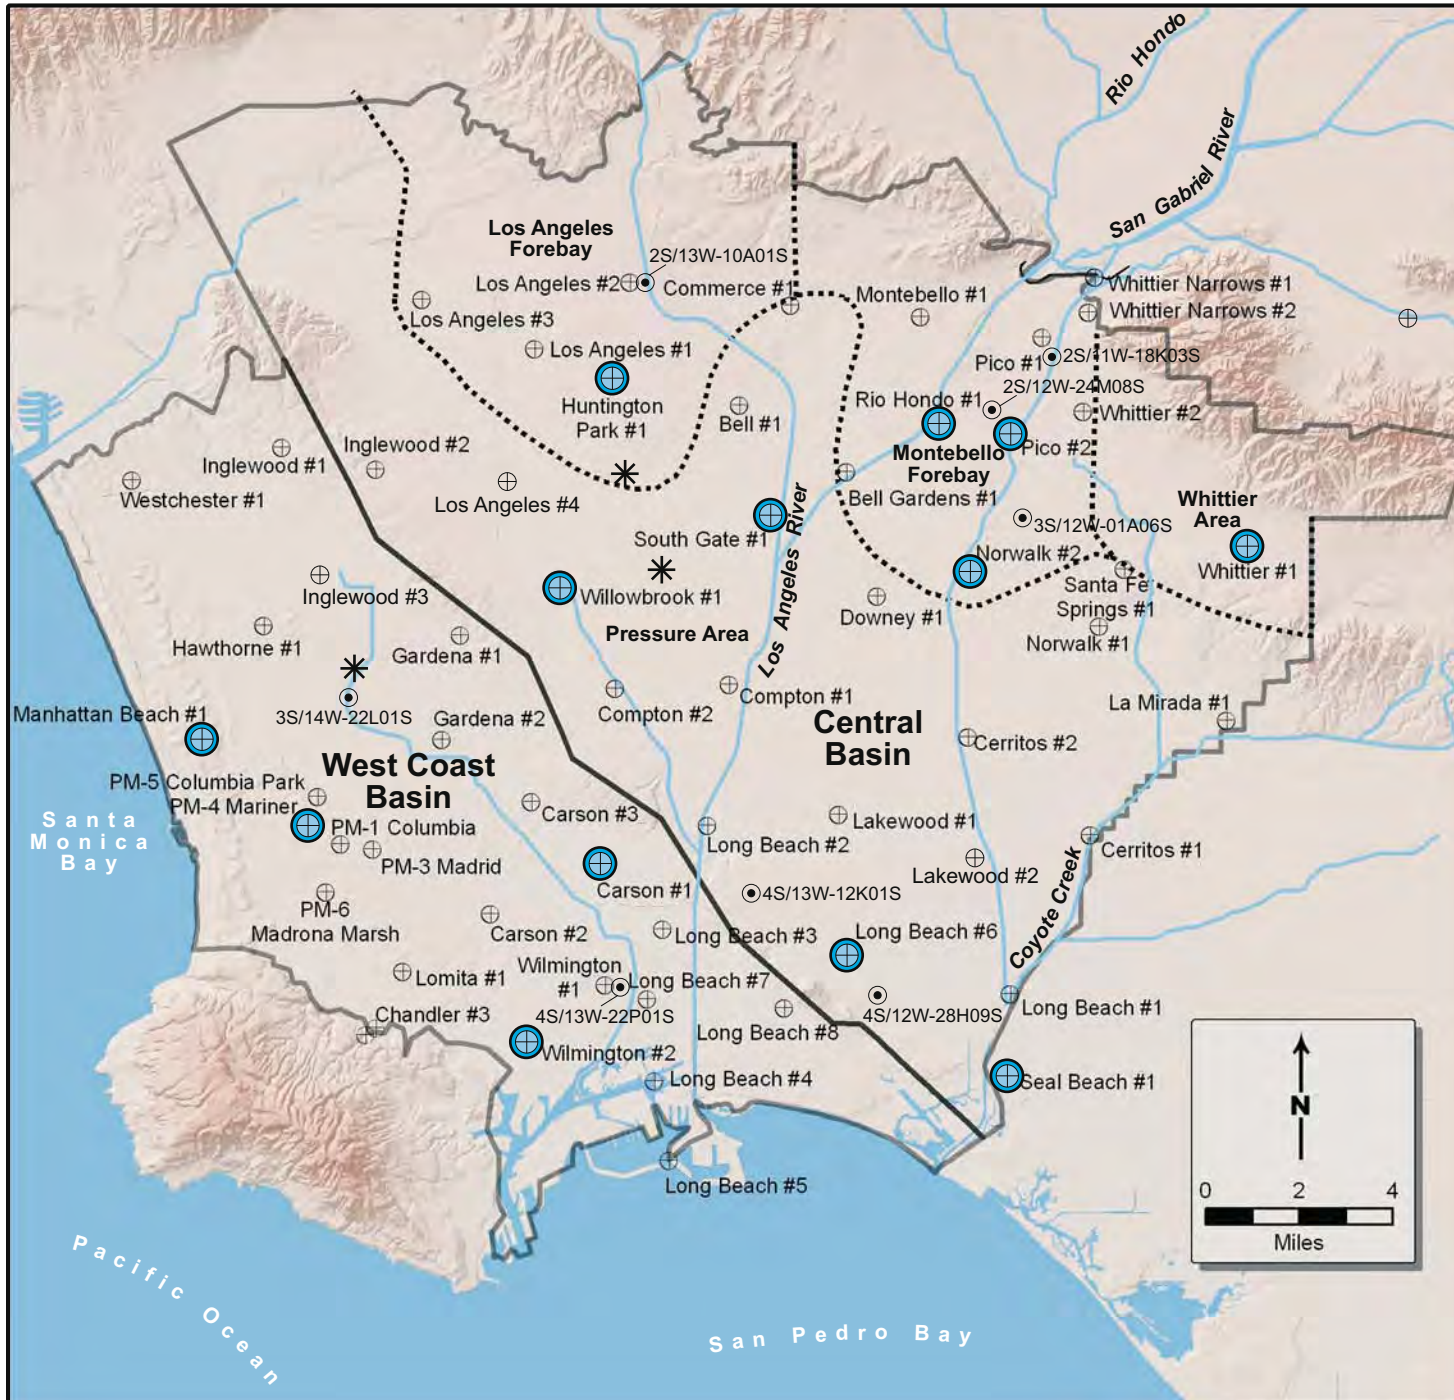 Rio Hondo
San Gabriel River
Los Angeles
Forebay
2S/13W-10A01S
Los Angeles #2
Commerce #1
Montebello #1
Whittier Narrows #1
Whittier Narrows #2
Los Angeles #3
Los Angeles #1
Pico #1
2S/11W-18K03S
2S/12W-24M08S
Huntington
Park #1
Bell #1
Rio Hondo #1
Whittier #2
Pico #2
Montebello
Forebay
Inglewood #2
Inglewood #1
Westchester #1
Los Angeles #4
Bell Gardens #1
Whittier
Area
3S/12W-01A06S
South Gate #1
Los Angeles River
Norwalk #2
Whittier #1
Santa Fe
Springs #1
Inglewood #3
Willowbrook #1
Downey #1
Pressure Area
Hawthorne #1
Gardena #1
Norwalk #1
3S/14W-22L01S
Compton #1
Compton #2
La Mirada #1
Manhattan Beach #1
Gardena #2
Central
Basin
Cerritos #2
West Coast
Basin
PM-5 Columbia Park
PM-4 Mariner
Santa
Monica
Bay
PM-1 Columbia
PM-3 Madrid
Carson #3
Long Beach #2
Lakewood #1
Cerritos #1
Lakewood #2
Carson #1
4S/13W-12K01S
PM-6
Madrona Marsh
Carson #2
Long Beach #3
Long Beach #6
Coyote Creek
Lomita #1
Wilmington
#1
Long Beach #7
4S/13W-22P01S
4S/12W-28H09S
Long Beach #1
Chandler #3
Long Beach #8
Wilmington #2
Long Beach #4
Seal Beach #1
Long Beach #5
N
0 2 4
Miles
Pacific Ocean
San Pedro Bay